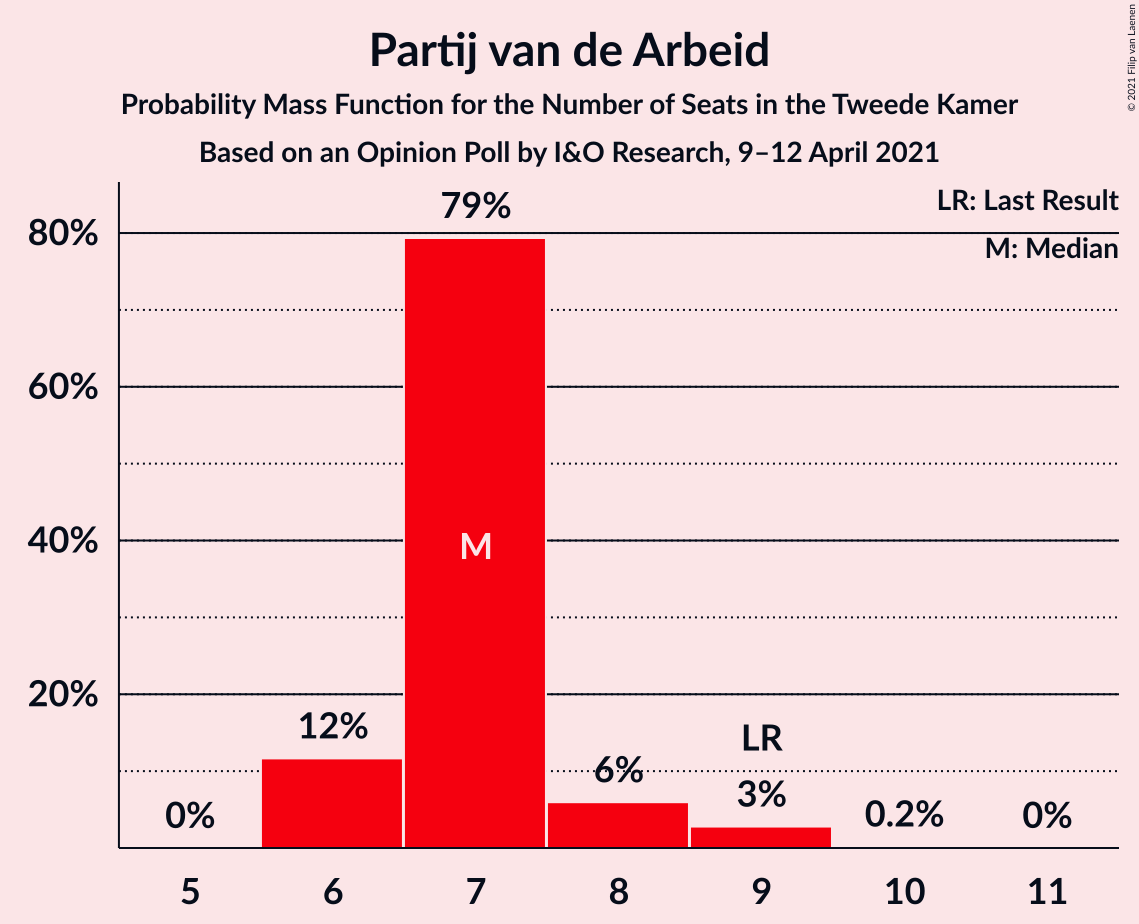 Partij van de Arbeid
Probability Mass Function for the Number of Seats in the Tweede Kamer
Based on an Opinion Poll by I&O Research, 9–12 April 2021
© 2021 Filip van Laenen
LR: Last Result
M: Median
80%
60%
40%
20%
0%
12%
79%
M
6%
LR
3%
0.2%
0%
5
6
7
8
9
10
11